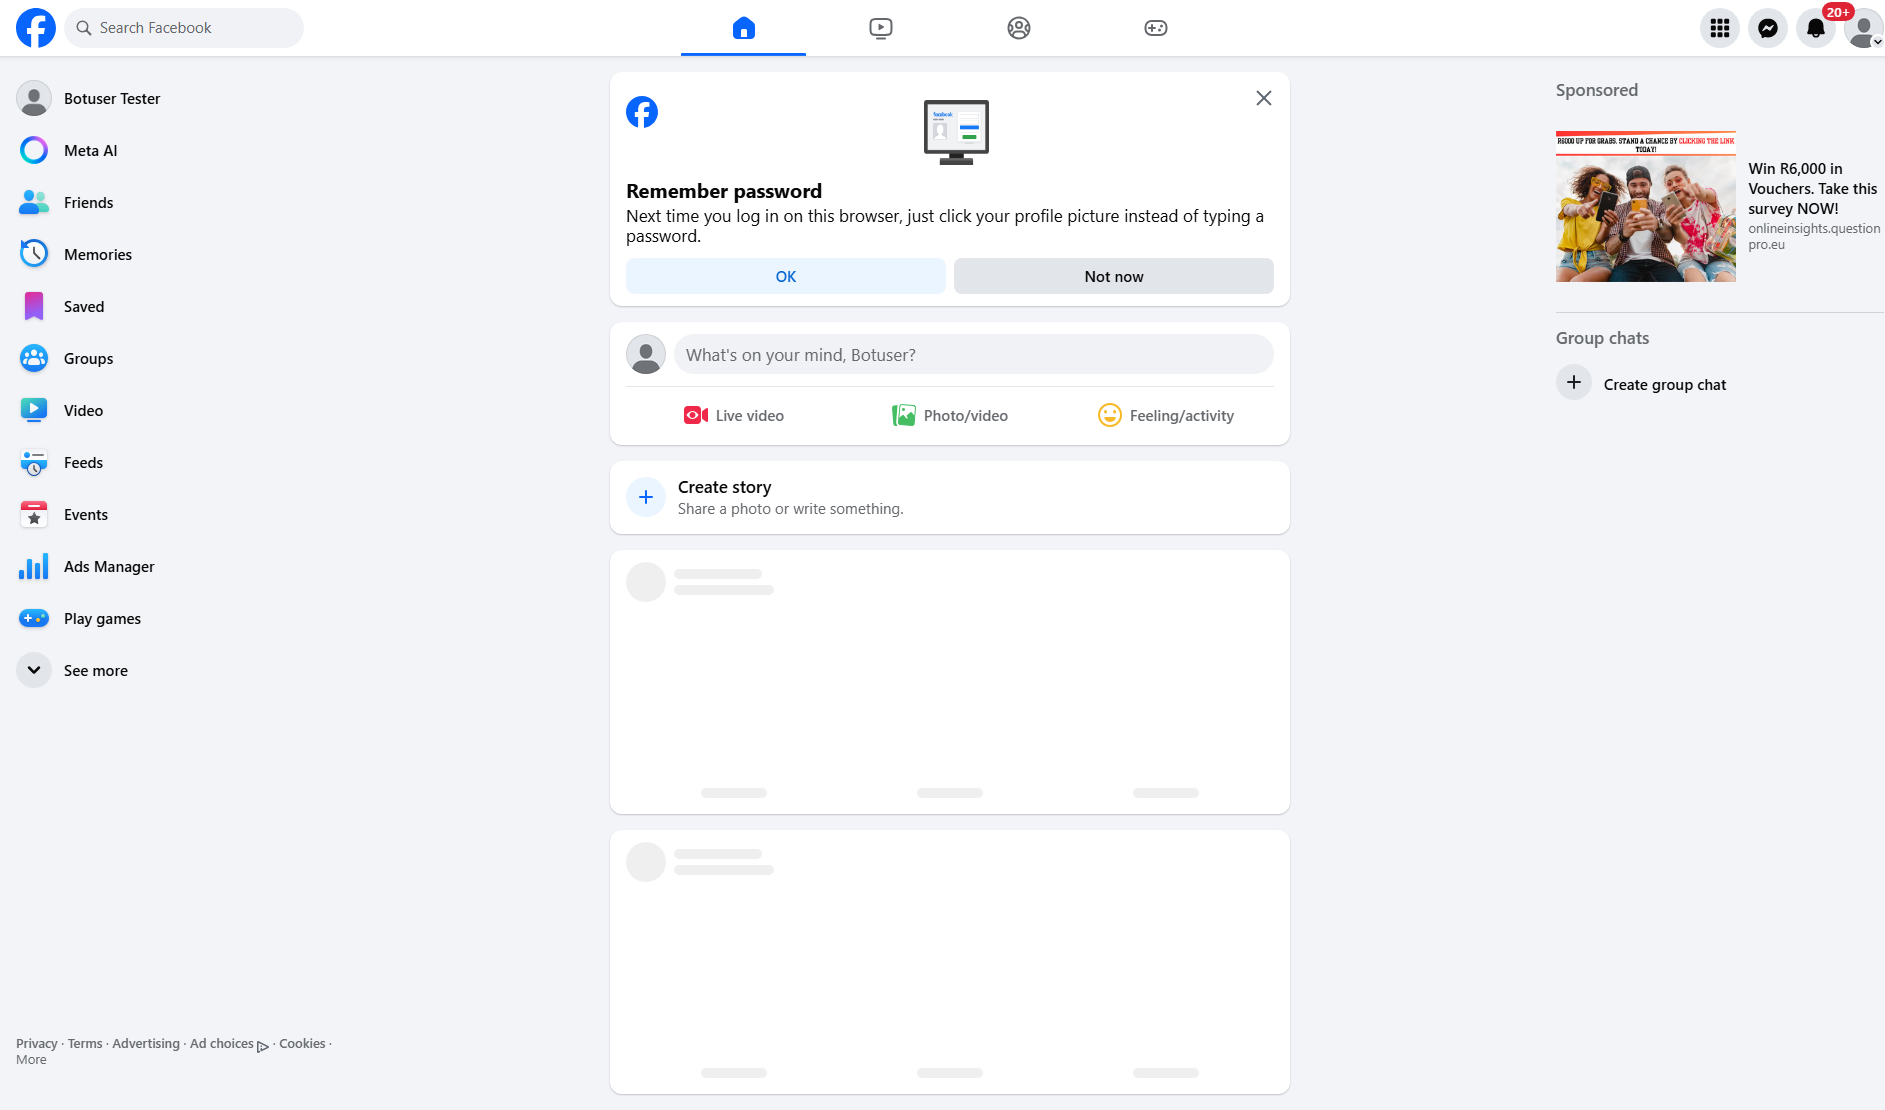 Search Facebook
20+
Botuser Tester
Meta AI
Friends
Memories
Saved
Groups
Video
Feeds
Events
Ads Manager
Play games
See more
Privacy · Terms · Advertising · Ad choices · Cookies ·
More
facebook
Remember password
Next time you log in on this browser, just click your profile picture instead of typing a
password.
OK
Not now
What's on your mind, Botuser?
Live video
Photo/video
Feeling/activity
Create story
Share a photo or write something.
Sponsored
R6000 UP FOR GRABS. STAND A CHANCE BY CLICKING THE LINK
TODAY!
Win R6,000 in
Vouchers. Take this
survey NOW!
onlineinsights.question
pro.eu
Group chats
Create group chat